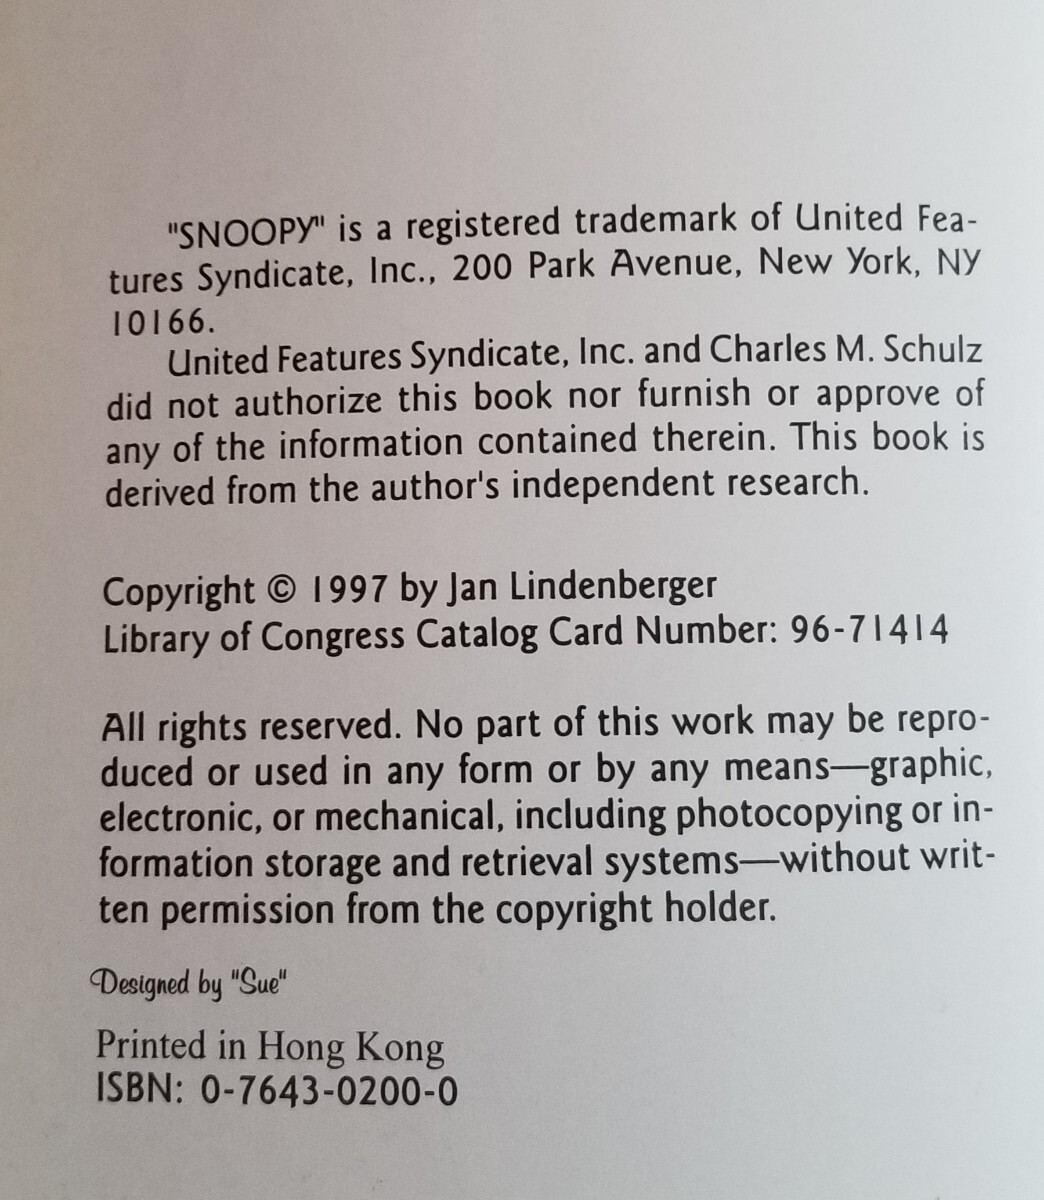 "SNOOPY" is a registered trademark of United Fea-
tures Syndicate, Inc., 200 Park Avenue, New York, NY
10166.
United Features Syndicate, Inc. and Charles M. Schulz
did not authorize this book nor furnish or approve of
any of the information contained therein. This book is
derived from the author's independent research.
Copyright © 1997 by Jan Lindenberger
Library of Congress Catalog Card Number: 96-71414
All rights reserved. No part of this work may be repro-
duced or used in any form or by any means—graphic,
electronic, or mechanical, including photocopying or in-
formation storage and retrieval systems—without writ-
ten permission from the copyright holder.
Designed by "Sue"
Printed in Hong Kong
ISBN: 0-7643-0200-0